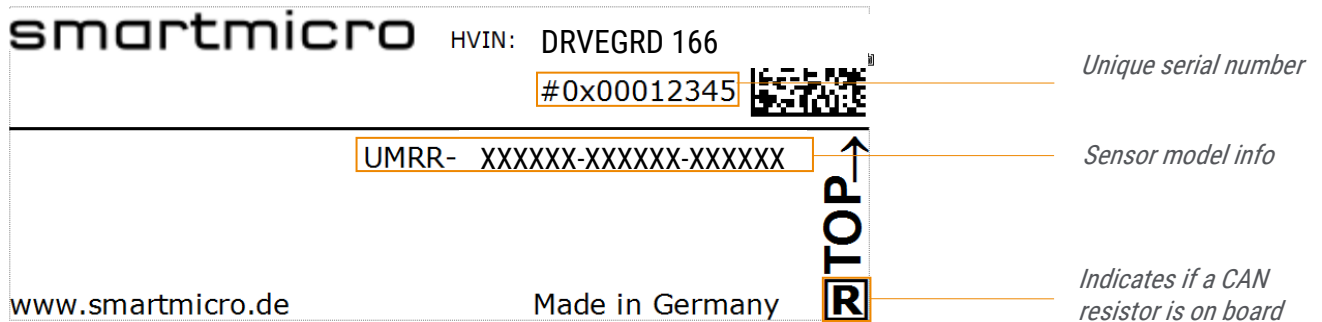 smartmicro HVIN: DRVEGRD 166
#0x00012345
Unique serial number
UMRR- XXXXXX-XXXXXX-XXXXXX
Sensor model info
TOP→
R
Indicates if a CAN
resistor is on board
www.smartmicro.de Made in Germany